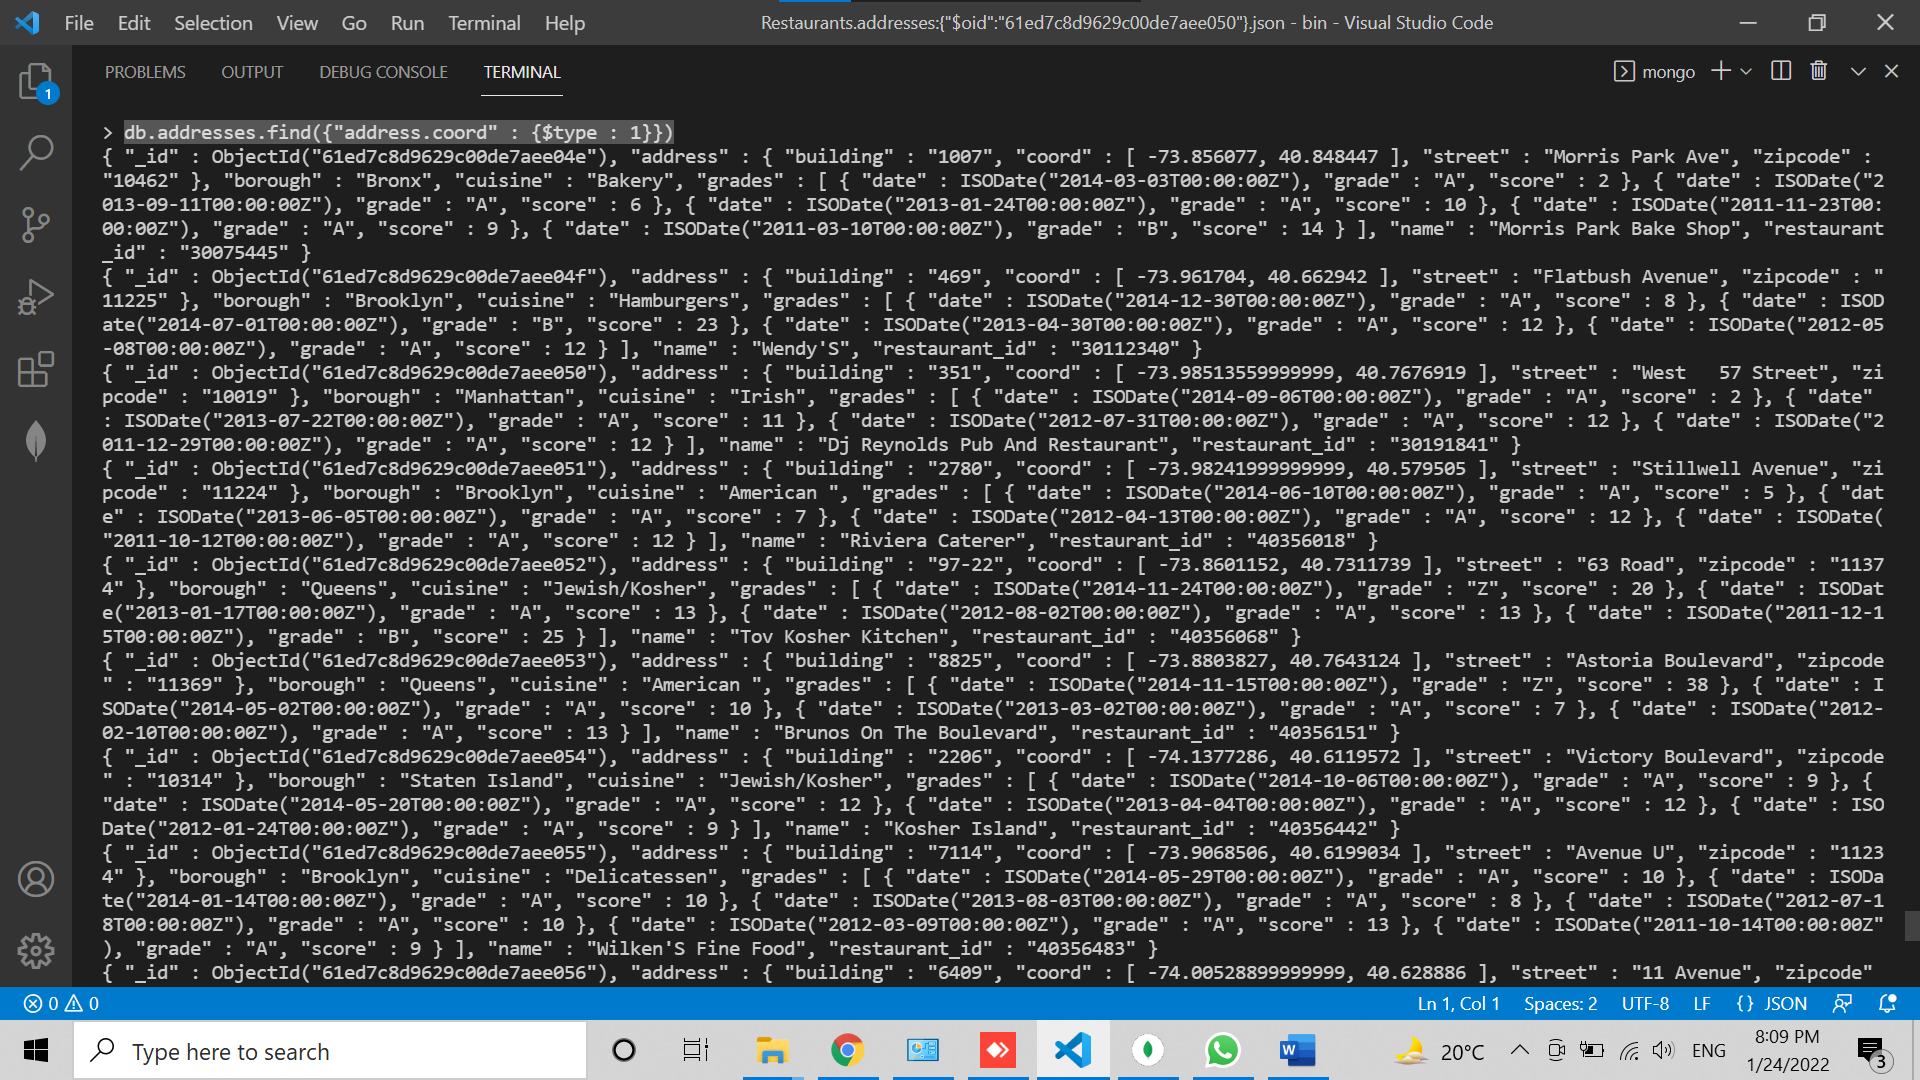 File Edit Selection View Go Run Terminal Help
Restaurants.addresses:{"$oid":"61ed7c8d9629c00de7aee050"}.json - bin - Visual Studio Code
1
PROBLEMS OUTPUT DEBUG CONSOLE TERMINAL
mongo
> db.addresses.find({"address.coord" : {$type : 1}})
{ "_id" : ObjectId("61ed7c8d9629c00de7aee04e"), "address" : { "building" : "1007", "coord" : [ -73.856077, 40.848447 ], "street" : "Morris Park Ave", "zipcode" :
"10462" }, "borough" : "Bronx", "cuisine" : "Bakery", "grades" : [ { "date" : ISODate("2014-03-03T00:00:00Z"), "grade" : "A", "score" : 2 }, { "date" : ISODate("2
013-09-11T00:00:00Z"), "grade" : "A", "score" : 6 }, { "date" : ISODate("2013-01-24T00:00:00Z"), "grade" : "A", "score" : 10 }, { "date" : ISODate("2011-11-23T00:
00:00Z"), "grade" : "A", "score" : 9 }, { "date" : ISODate("2011-03-10T00:00:00Z"), "grade" : "B", "score" : 14 } ], "name" : "Morris Park Bake Shop", "restaurant
_id" : "30075445" }
{ "_id" : ObjectId("61ed7c8d9629c00de7aee04f"), "address" : { "building" : "469", "coord" : [ -73.961704, 40.662942 ], "street" : "Flatbush Avenue", "zipcode" : "
11225" }, "borough" : "Brooklyn", "cuisine" : "Hamburgers", "grades" : [ { "date" : ISODate("2014-12-30T00:00:00Z"), "grade" : "A", "score" : 8 }, { "date" : ISOD
ate("2014-07-01T00:00:00Z"), "grade" : "B", "score" : 23 }, { "date" : ISODate("2013-04-30T00:00:00Z"), "grade" : "A", "score" : 12 }, { "date" : ISODate("2012-05
-08T00:00:00Z"), "grade" : "A", "score" : 12 } ], "name" : "Wendy'S", "restaurant_id" : "30112340" }
{ "_id" : ObjectId("61ed7c8d9629c00de7aee050"), "address" : { "building" : "351", "coord" : [ -73.98513559999999, 40.7676919 ], "street" : "West   57 Street", "zi
pcode" : "10019" }, "borough" : "Manhattan", "cuisine" : "Irish", "grades" : [ { "date" : ISODate("2014-09-06T00:00:00Z"), "grade" : "A", "score" : 2 }, { "date"
: ISODate("2013-07-22T00:00:00Z"), "grade" : "A", "score" : 11 }, { "date" : ISODate("2012-07-31T00:00:00Z"), "grade" : "A", "score" : 12 }, { "date" : ISODate("2
011-12-29T00:00:00Z"), "grade" : "A", "score" : 12 } ], "name" : "Dj Reynolds Pub And Restaurant", "restaurant_id" : "30191841" }
{ "_id" : ObjectId("61ed7c8d9629c00de7aee051"), "address" : { "building" : "2780", "coord" : [ -73.98241999999999, 40.579505 ], "street" : "Stillwell Avenue", "zi
pcode" : "11224" }, "borough" : "Brooklyn", "cuisine" : "American ", "grades" : [ { "date" : ISODate("2014-06-10T00:00:00Z"), "grade" : "A", "score" : 5 }, { "dat
e" : ISODate("2013-06-05T00:00:00Z"), "grade" : "A", "score" : 7 }, { "date" : ISODate("2012-04-13T00:00:00Z"), "grade" : "A", "score" : 12 }, { "date" : ISODate(
"2011-10-12T00:00:00Z"), "grade" : "A", "score" : 12 } ], "name" : "Riviera Caterer", "restaurant_id" : "40356018" }
{ "_id" : ObjectId("61ed7c8d9629c00de7aee052"), "address" : { "building" : "97-22", "coord" : [ -73.8601152, 40.7311739 ], "street" : "63 Road", "zipcode" : "1137
4" }, "borough" : "Queens", "cuisine" : "Jewish/Kosher", "grades" : [ { "date" : ISODate("2014-11-24T00:00:00Z"), "grade" : "Z", "score" : 20 }, { "date" : ISODat
e("2013-01-17T00:00:00Z"), "grade" : "A", "score" : 13 }, { "date" : ISODate("2012-08-02T00:00:00Z"), "grade" : "A", "score" : 13 }, { "date" : ISODate("2011-12-1
5T00:00:00Z"), "grade" : "B", "score" : 25 } ], "name" : "Tov Kosher Kitchen", "restaurant_id" : "40356068" }
{ "_id" : ObjectId("61ed7c8d9629c00de7aee053"), "address" : { "building" : "8825", "coord" : [ -73.8803827, 40.7643124 ], "street" : "Astoria Boulevard", "zipcode
" : "11369" }, "borough" : "Queens", "cuisine" : "American ", "grades" : [ { "date" : ISODate("2014-11-15T00:00:00Z"), "grade" : "Z", "score" : 38 }, { "date" : I
SODate("2014-05-02T00:00:00Z"), "grade" : "A", "score" : 10 }, { "date" : ISODate("2013-03-02T00:00:00Z"), "grade" : "A", "score" : 7 }, { "date" : ISODate("2012-
02-10T00:00:00Z"), "grade" : "A", "score" : 13 } ], "name" : "Brunos On The Boulevard", "restaurant_id" : "40356151" }
{ "_id" : ObjectId("61ed7c8d9629c00de7aee054"), "address" : { "building" : "2206", "coord" : [ -74.1377286, 40.6119572 ], "street" : "Victory Boulevard", "zipcode
" : "10314" }, "borough" : "Staten Island", "cuisine" : "Jewish/Kosher", "grades" : [ { "date" : ISODate("2014-10-06T00:00:00Z"), "grade" : "A", "score" : 9 }, {
"date" : ISODate("2014-05-20T00:00:00Z"), "grade" : "A", "score" : 12 }, { "date" : ISODate("2013-04-04T00:00:00Z"), "grade" : "A", "score" : 12 }, { "date" : ISO
Date("2012-01-24T00:00:00Z"), "grade" : "A", "score" : 9 } ], "name" : "Kosher Island", "restaurant_id" : "40356442" }
{ "_id" : ObjectId("61ed7c8d9629c00de7aee055"), "address" : { "building" : "7114", "coord" : [ -73.9068506, 40.6199034 ], "street" : "Avenue U", "zipcode" : "1123
4" }, "borough" : "Brooklyn", "cuisine" : "Delicatessen", "grades" : [ { "date" : ISODate("2014-05-29T00:00:00Z"), "grade" : "A", "score" : 10 }, { "date" : ISODa
te("2014-01-14T00:00:00Z"), "grade" : "A", "score" : 10 }, { "date" : ISODate("2013-08-03T00:00:00Z"), "grade" : "A", "score" : 8 }, { "date" : ISODate("2012-07-1
8T00:00:00Z"), "grade" : "A", "score" : 10 }, { "date" : ISODate("2012-03-09T00:00:00Z"), "grade" : "A", "score" : 13 }, { "date" : ISODate("2011-10-14T00:00:00Z"
), "grade" : "A", "score" : 9 } ], "name" : "Wilken'S Fine Food", "restaurant_id" : "40356483" }
{ "_id" : ObjectId("61ed7c8d9629c00de7aee056"), "address" : { "building" : "6409", "coord" : [ -74.00528899999999, 40.628886 ], "street" : "11 Avenue", "zipcode"
0 0 Ln 1, Col 1 Spaces: 2 UTF-8 LF {} JSON
Type here to search
W
20°C
ENG
8:09 PM
1/24/2022
3